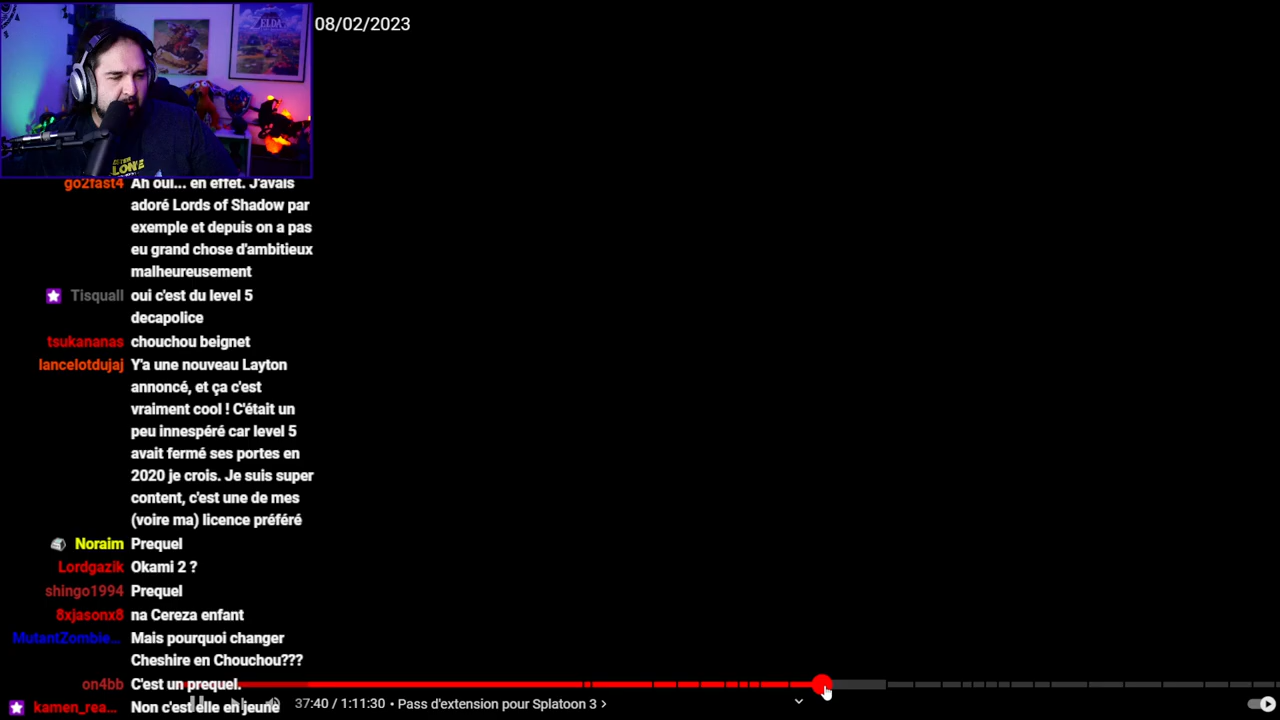 08/02/2023
ZELDA
go2fast4 Ah oui... en effet. J'avais
adoré Lords of Shadow par
exemple et depuis on a pas
eu grand chose d'ambitieux
malheureusement
Tisquall oui c'est du level 5
decapolice
tsukananas chouchou beignet
lancelotdujaj Y'a une nouveau Layton
annoncé, et ça c'est
vraiment cool ! C'était un
peu innespéré car level 5
avait fermé ses portes en
2020 je crois. Je suis super
content, c'est une de mes
(voire ma) licence préféré
Noraim Prequel
Lordgazik Okami 2 ?
shingo1994 Prequel
8xjasonx8 na Cereza enfant
MutantZombie... Mais pourquoi changer
Cheshire en Chouchou???
on4bb C'est un prequel.
kamen_rea... Non c'est elle en jeune
37:40 / 1:11:30 • Pass d'extension pour Splatoon 3 >